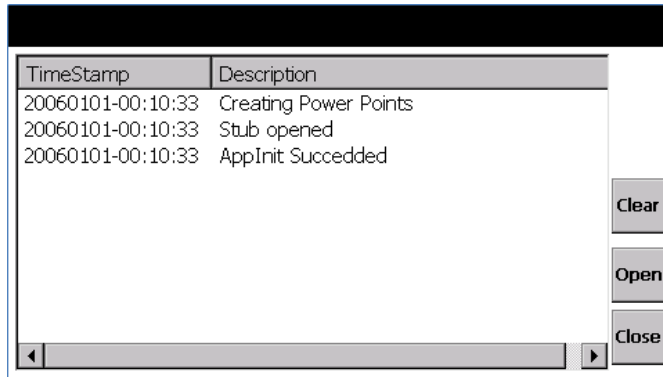 TimeStamp Description
20060101-00:10:33 Creating Power Points
20060101-00:10:33 Stub opened
20060101-00:10:33 AppInit Succedded
Clear
Open
Close